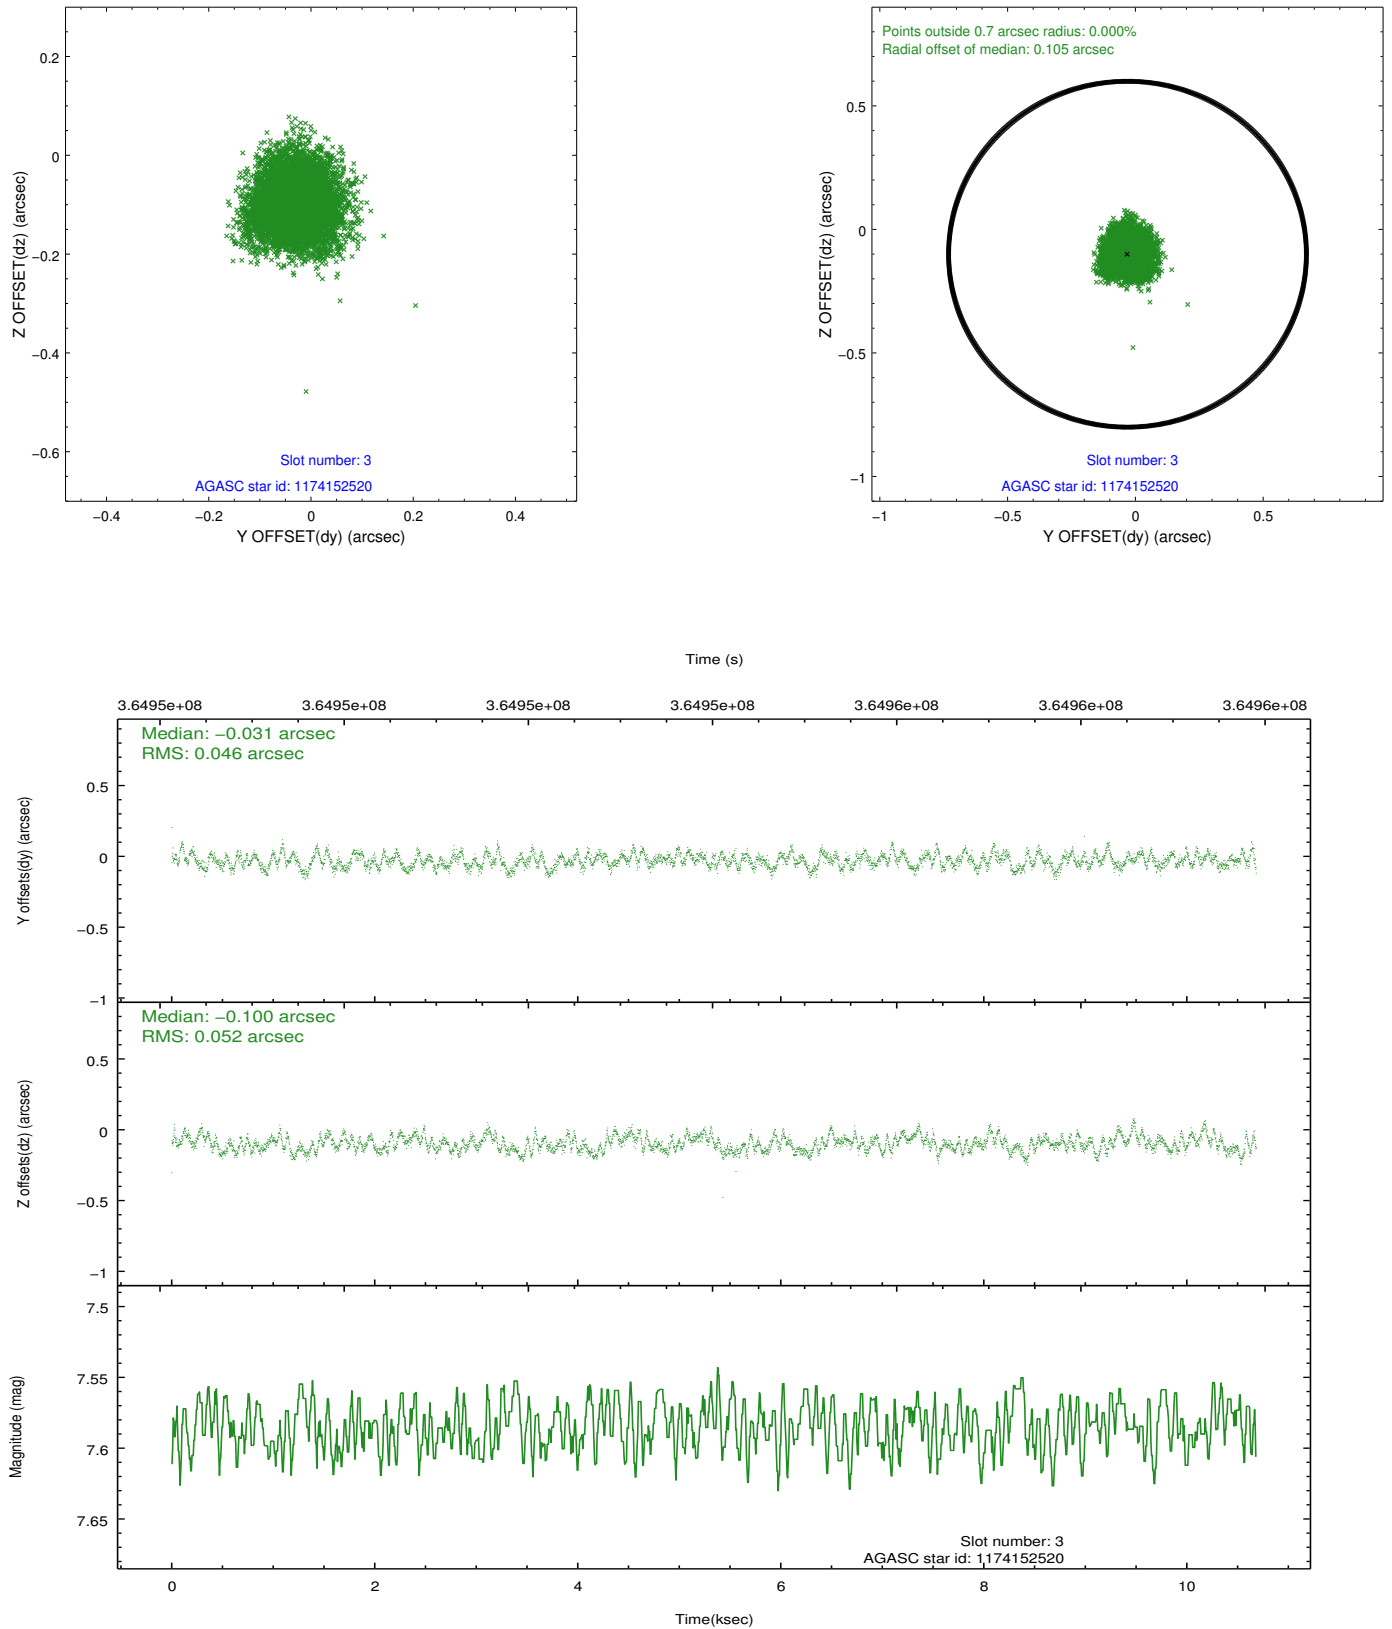 0.2
0
−0.2
−0.4
−0.6
−0.4
−0.2
0
0.2
0.4
Z OFFSET(dz) (arcsec)
Y OFFSET(dy) (arcsec)
Slot number: 3
AGASC star id: 1174152520
Points outside 0.7 arcsec radius: 0.000%
Radial offset of median: 0.105 arcsec
0.5
0
−0.5
−1
−1
−0.5
0
0.5
Z OFFSET(dz) (arcsec)
Y OFFSET(dy) (arcsec)
Slot number: 3
AGASC star id: 1174152520
Time (s)
3.6495e+08 3.6495e+08 3.6495e+08 3.6495e+08 3.6496e+08 3.6496e+08 3.6496e+08
Median: −0.031 arcsec
RMS: 0.046 arcsec
0.5
0
−0.5
−1
Y offsets(dy) (arcsec)
Median: −0.100 arcsec
RMS: 0.052 arcsec
0.5
0
−0.5
−1
Z offsets(dz) (arcsec)
7.5
7.55
7.6
7.65
Magnitude (mag)
Slot number: 3
AGASC star id: 1174152520
0 2 4 6 8 10
Time(ksec)